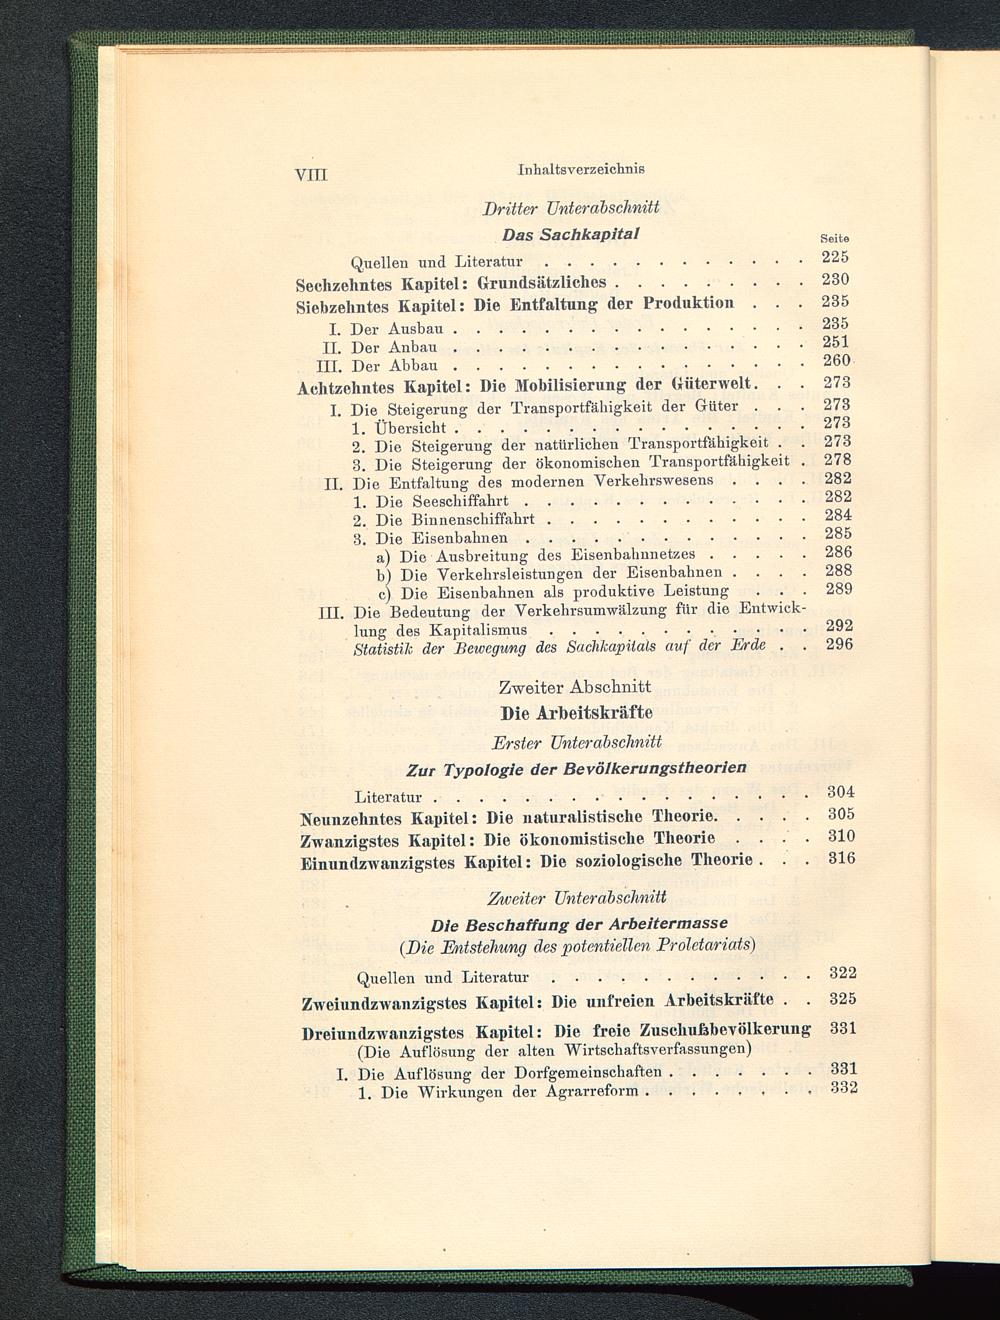 VIII Inhaltsverzeichnis
Dritter Unterabschnitt
Das Sachkapital
Seite
Quellen und Literatur . . . . . . . . . . . . 225
Sechzehntes Kapitel: Grundsätzliches . . . . . . . . . 230
Siebzehntes Kapitel: Die Entfaltung der Produktion . . . 235
I. Der Ausbau . . . . . . . . . . . . . . . . 235
II. Der Anbau . . . . . . . . . . . . . . . . 251
III. Der Abbau . . . . . . . . . . . . . . . . 260
Achtzehntes Kapitel: Die Mobilisierung der Güterwelt. . . 273
I. Die Steigerung der Transportfähigkeit der Güter . . . 273
1. Übersicht . . . . . . . . . . . . . . . . 273
2. Die Steigerung der natürlichen Transportfähigkeit . . 273
3. Die Steigerung der ökonomischen Transportfähigkeit . 278
II. Die Entfaltung des modernen Verkehrswesens . . . . 282
1. Die Seeschiffahrt . . . . . . . . . . . . . 282
2. Die Binnenschiffahrt . . . . . . . . . . . . 284
3. Die Eisenbahnen . . . . . . . . . . . . . 285
a) Die Ausbreitung des Eisenbahnnetzes . . . . . 286
b) Die Verkehrsleistungen der Eisenbahnen . . . . 288
c) Die Eisenbahnen als produktive Leistung . . . 289
III. Die Bedeutung der Verkehrsumwälzung für die Entwick-
lung des Kapitalismus . . . . . . . . . . . . 292
Statistik der Bewegung des Sachkapitals auf der Erde . . 296
Zweiter Abschnitt
Die Arbeitskräfte
Erster Unterabschnitt
Zur Typologie der Bevölkerungstheorien
Literatur . . . . . . . . . . . . . . . . . 304
Neunzehntes Kapitel: Die naturalistische Theorie. . . . . 305
Zwanzigstes Kapitel: Die ökonomistische Theorie . . . . 310
Einundzwanzigstes Kapitel: Die soziologische Theorie . . . 316
Zweiter Unterabschnitt
Die Beschaffung der Arbeitermasse
(Die Entstehung des potentiellen Proletariats)
Quellen und Literatur . . . . . . . . . . . . 322
Zweiundzwanzigstes Kapitel: Die unfreien Arbeitskräfte . . 325
Dreiundzwanzigstes Kapitel: Die freie Zuschußbevölkerung 331
(Die Auflösung der alten Wirtschaftsverfassungen)
I. Die Auflösung der Dorfgemeinschaften . . . . . . . 331
1. Die Wirkungen der Agrarreform . . . . . . . . 332